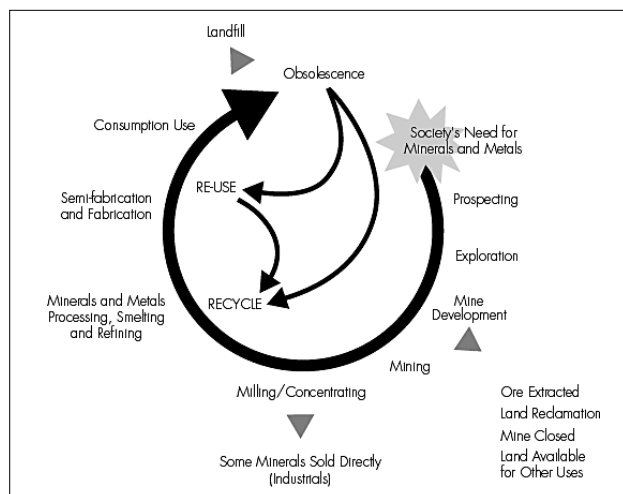 Landfill
Obsolescence
Consumption Use
Society's Need for
Minerals and Metals
RE-USE
Semi-fabrication
and Fabrication
Prospecting
Exploration
Minerals and Metals
Processing, Smelting
and Refining
RECYCLE
Mine
Development
Mining
Milling/Concentrating
Ore Extracted
Land Reclamation
Mine Closed
Land Available
for Other Uses
Some Minerals Sold Directly
(Industrials)